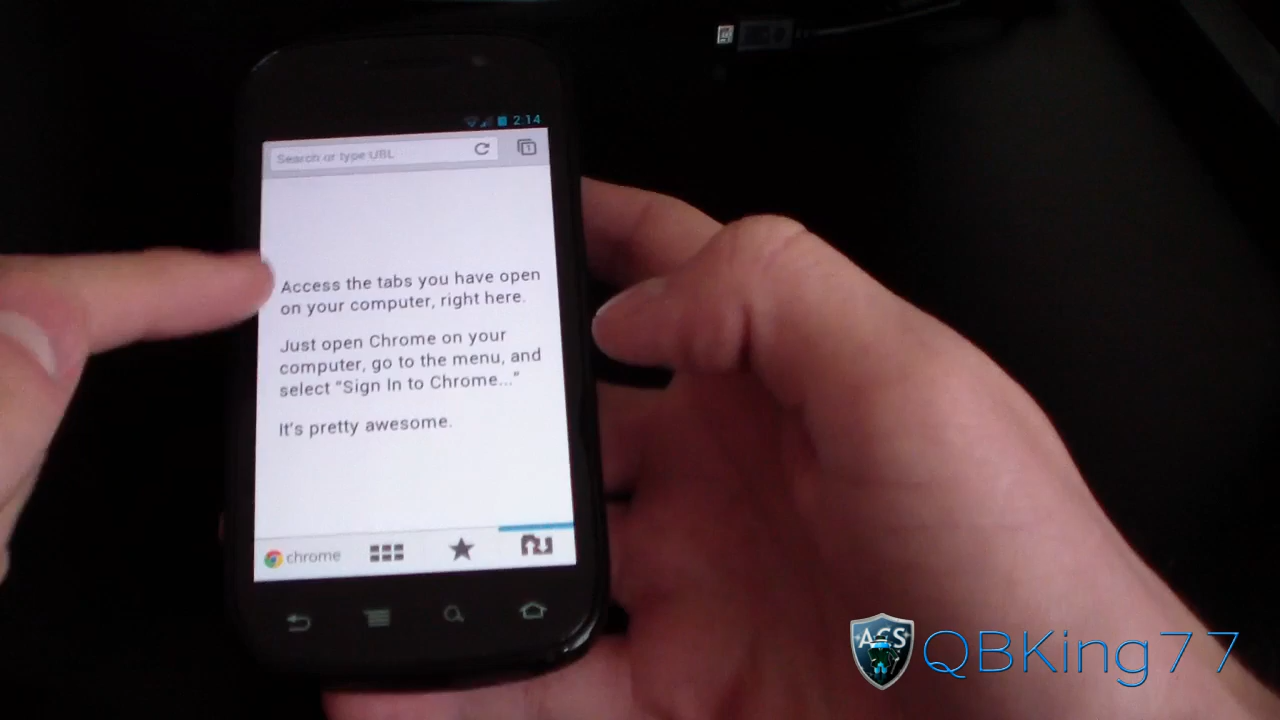 2:14
Search or type URL
1
Access the tabs you have open
on your computer, right here.
Just open Chrome on your
computer, go to the menu, and
select “Sign In to Chrome...”
It's pretty awesome.
chrome
ACS
QBKing77